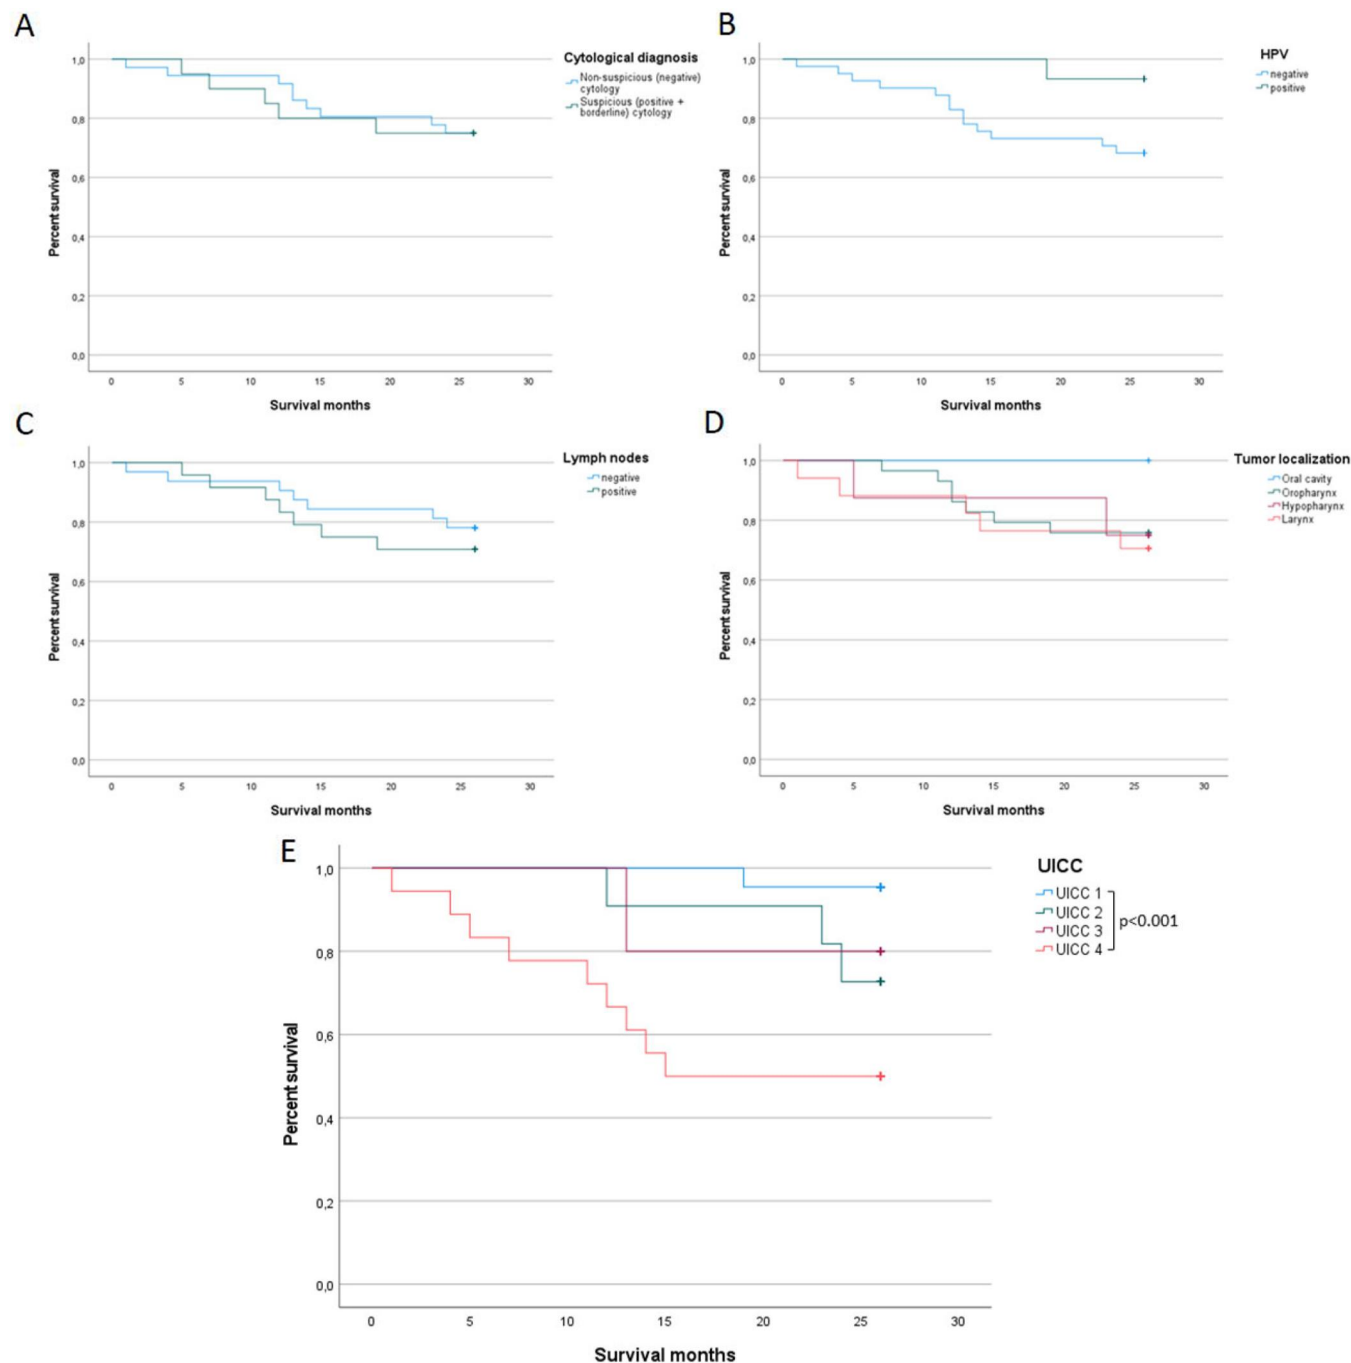 A
Cytological diagnosis
Non-suspicious (negative)
cytology
Suspicious (positive +
borderline) cytology
1,0
0,8
0,6
0,4
0,2
0,0
Percent survival
0 5 10 15 20 25 30
Survival months
B
HPV
negative
positive
1,0
0,8
0,6
0,4
0,2
0,0
Percent survival
0 5 10 15 20 25 30
Survival months
C
Lymph nodes
negative
positive
1,0
0,8
0,6
0,4
0,2
0,0
Percent survival
0 5 10 15 20 25 30
Survival months
D
Tumor localization
Oral cavity
Oropharynx
Hypopharynx
Larynx
1,0
0,8
0,6
0,4
0,2
0,0
Percent survival
0 5 10 15 20 25 30
Survival months
E
UICC
UICC 1
UICC 2
UICC 3
UICC 4
p<0.001
1,0
0,8
0,6
0,4
0,2
0,0
Percent survival
0 5 10 15 20 25 30
Survival months